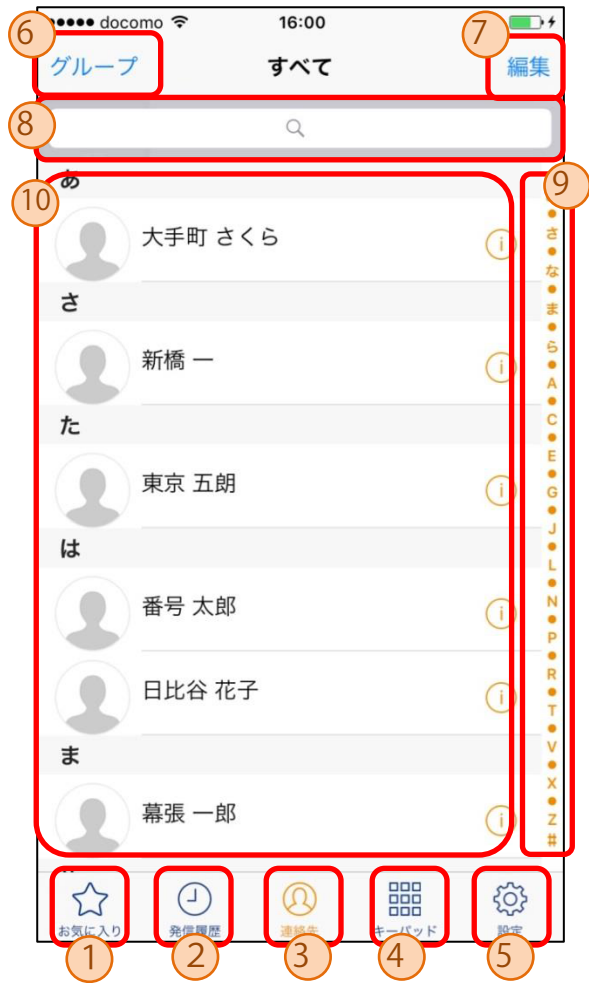 docomo 16:00
6 7
グループ すべて 編集
8
9
10
あ
大手町 さくら i
さ
新橋 一 i
た
東京 五朗 i
は
番号 太郎 i
日比谷 花子 i
ま
幕張 一郎 i
さ
な
ま
ら
A
C
E
G
J
L
N
P
R
T
V
X
Z
#
お気に入り 発信履歴 連絡先 キーパッド 設定
1 2 3 4 5